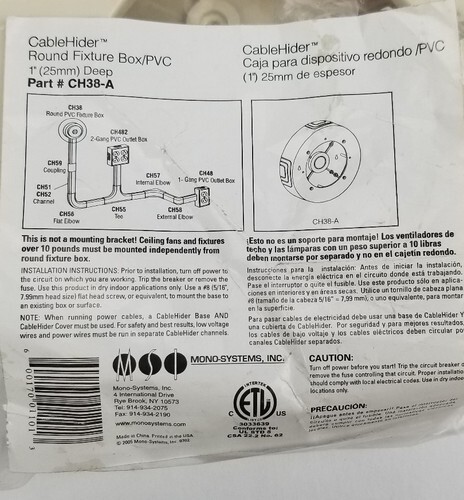 CableHider™
Round Fixture Box/PVC
1" (25mm) Deep
Part # CH38-A
CH38
Round PVC Fixture Box
CH482
2-Gang PVC Outlet Box
CH59
Coupling
CH57
Internal Elbow
CH48
1-Gang PVC Outlet Box
CH51
CH52
Channel
CH56
Flat Elbow
CH55
Tee
CH58
External Elbow
This is not a mounting bracket! Ceiling fans and fixtures
over 10 pounds must be mounted independently from
round fixture box.
INSTALLATION INSTRUCTIONS: Prior to installation, turn off power to
the circuit on which you are working. Trip the breaker or remove the
fuse. Use this product in dry indoor applications only. Use a #8 (5/16",
7.99mm head size) flat head screw, or equivalent, to mount the base to
an existing box or surface.
NOTE: When running power cables, a CableHider Base AND
CableHider Cover must be used. For safety and best results, low voltage
wires and power wires must be run in separate CableHider channels.
CableHider™
Caja para dispositivo redondo /PVC
(1") 25mm de espesor
CH38-A
¡Esto no es un soporte para montaje! Los ventiladores de
techo y las lámparas con un peso superior a 10 libras
deben montarse por separado y no en el cajetín redondo.
Instrucciones para la instalación: Antes de iniciar la instalación,
desconecte la energía eléctrica en el circuito donde está trabajando.
Pase el interruptor o quite el fusible. Use este producto sólo en aplica-
ciones interiores y en áreas secas. Utilice un tornillo de cabeza plana
#8 (tamaño de la cabeza 5/16" – 7,99 mm), o uno equivalente, para montar
en la superficie.
Para pasar cables de electricidad debe usar una base de CableHider Y
una cubierta de CableHider. Por seguridad y para mejores resultados,
los cables de bajo voltaje y los cables eléctricos deben circular por
canales CableHider separados.
MONO-SYSTEMS, INC.
Mono-Systems, Inc.
4 International Drive
Rye Brook, NY 10573
Tel: 914-934-2075
Fax: 914-934-2190
www.monosystems.com
Made in China. Printed in the USA.
© 2005 Mono-Systems, Inc.
INTERTEK
ETL
C US
3033839
Conforms to:
UL STD 5
CSA 22.2 No. 62
CAUTION:
Turn off power before you start! Trip the circuit
remove the fuse controlling that circuit. Proper installation
should comply with local electrical codes. Use in dry indoor
locations only.
PRECAUCIÓN: